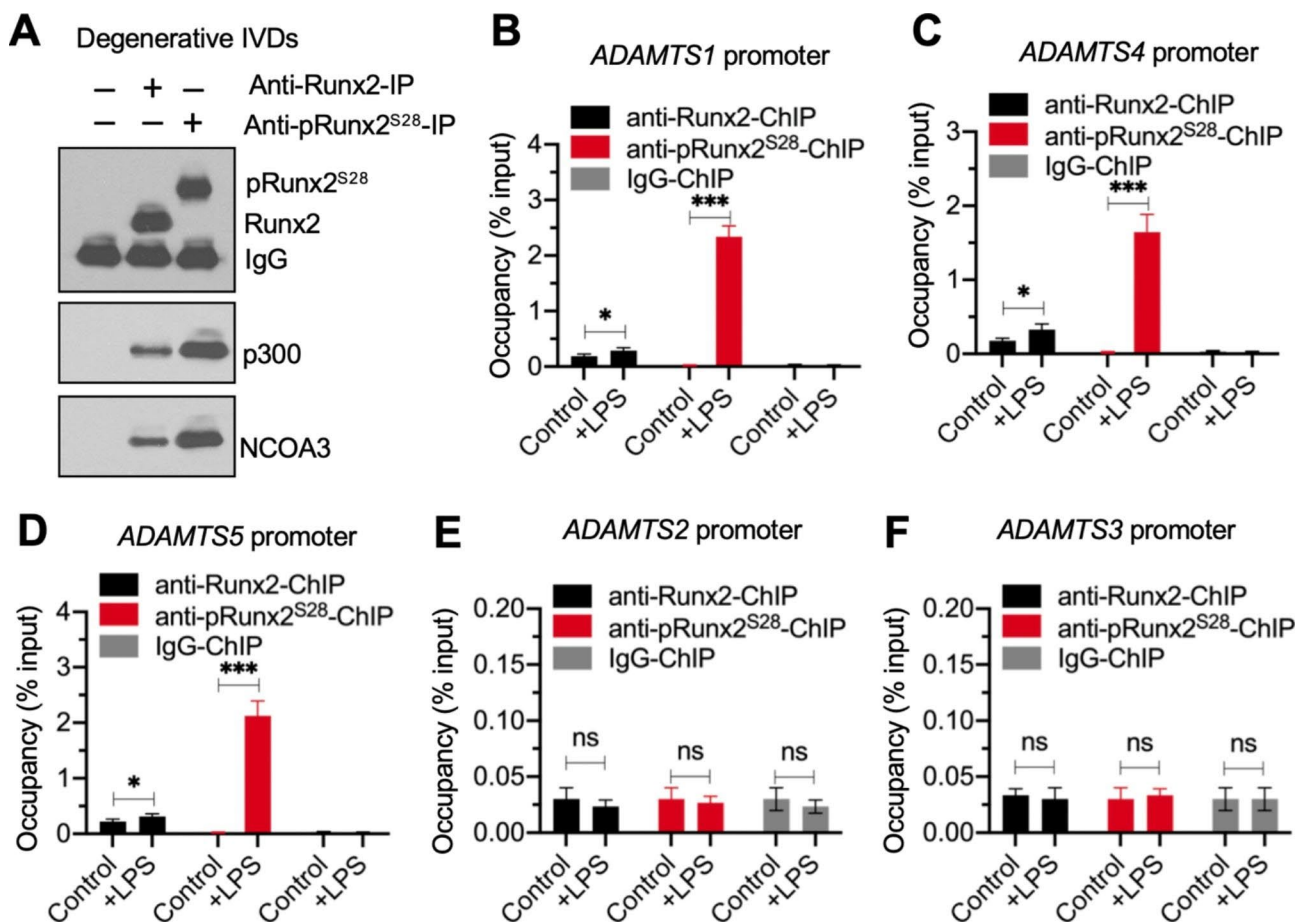 A Degenerative IVDs
– + – Anti-Runx2-IP
– – + Anti-pRunx2S28-IP
pRunx2S28
Runx2
IgG
p300
NCOA3
B ADAMTS1 promoter
anti-Runx2-ChIP
anti-pRunx2S28-ChIP
IgG-ChIP
Occupancy (% input)
4
3
2
1
0
*
***
Control
+LPS
Control
+LPS
Control
+LPS
C ADAMTS4 promoter
anti-Runx2-ChIP
anti-pRunx2S28-ChIP
IgG-ChIP
Occupancy (% input)
3
2
1
0
*
***
Control
+LPS
Control
+LPS
Control
+LPS
D ADAMTS5 promoter
anti-Runx2-ChIP
anti-pRunx2S28-ChIP
IgG-ChIP
Occupancy (% input)
4
3
2
1
0
*
***
Control
+LPS
Control
+LPS
Control
+LPS
E ADAMTS2 promoter
anti-Runx2-ChIP
anti-pRunx2S28-ChIP
IgG-ChIP
Occupancy (% input)
0.20
0.15
0.10
0.05
0.00
ns
ns
ns
Control
+LPS
Control
+LPS
Control
+LPS
F ADAMTS3 promoter
anti-Runx2-ChIP
anti-pRunx2S28-ChIP
IgG-ChIP
Occupancy (% input)
0.20
0.15
0.10
0.05
0.00
ns
ns
ns
Control
+LPS
Control
+LPS
Control
+LPS